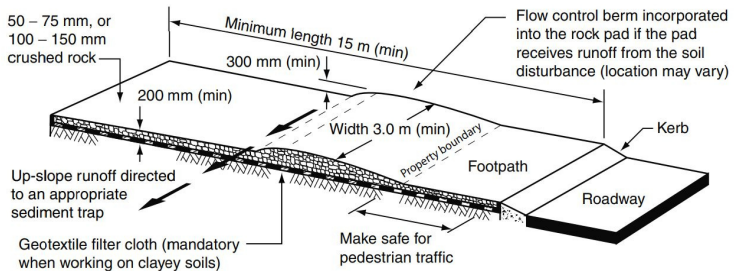 50 – 75 mm, or
100 – 150 mm
crushed rock
Minimum length 15 m (min)
300 mm (min)
Flow control berm incorporated
into the rock pad if the pad
receives runoff from the soil
disturbance (location may vary)
200 mm (min)
Width 3.0 m (min)
Property boundary
Kerb
Footpath
Roadway
Up-slope runoff directed
to an appropriate
sediment trap
Geotextile filter cloth (mandatory
when working on clayey soils)
Make safe for
pedestrian traffic